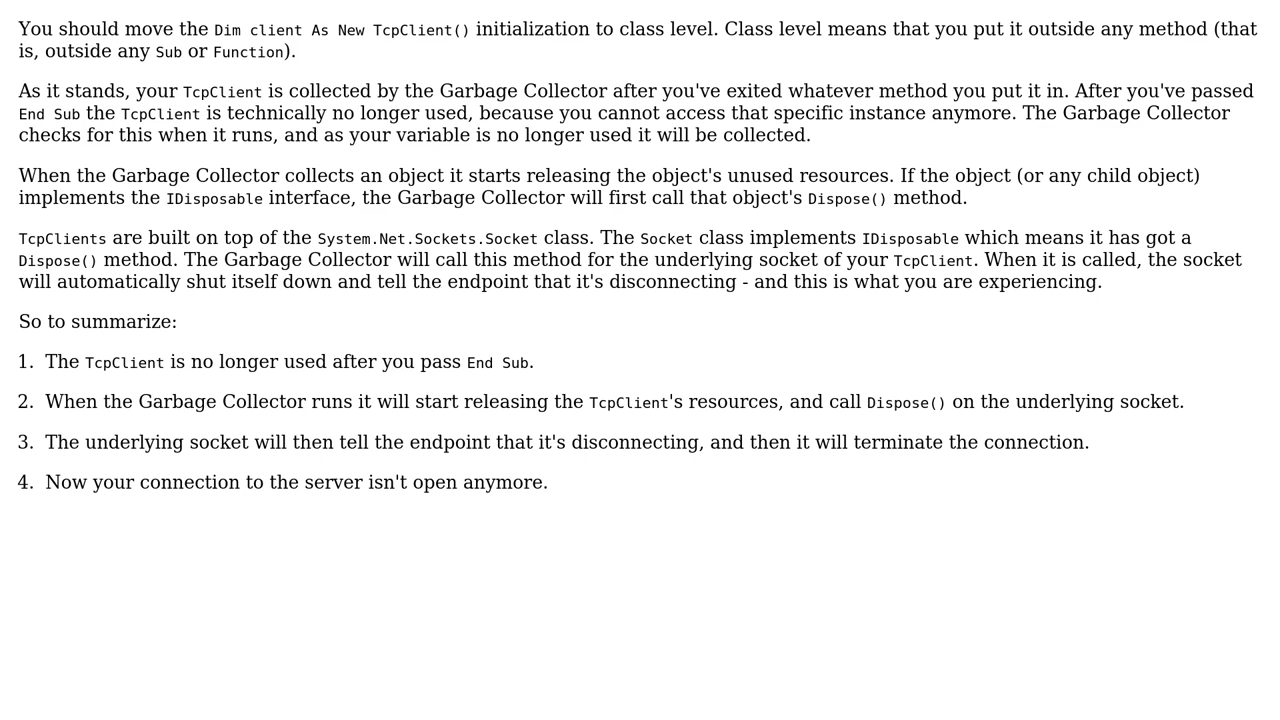 You should move the Dim client As New TcpClient() initialization to class level. Class level means that you put it outside any method (that
is, outside any Sub or Function).
As it stands, your TcpClient is collected by the Garbage Collector after you've exited whatever method you put it in. After you've passed
End Sub the TcpClient is technically no longer used, because you cannot access that specific instance anymore. The Garbage Collector
checks for this when it runs, and as your variable is no longer used it will be collected.
When the Garbage Collector collects an object it starts releasing the object's unused resources. If the object (or any child object)
implements the IDisposable interface, the Garbage Collector will first call that object's Dispose() method.
TcpClients are built on top of the System.Net.Sockets.Socket class. The Socket class implements IDisposable which means it has got a
Dispose() method. The Garbage Collector will call this method for the underlying socket of your TcpClient. When it is called, the socket
will automatically shut itself down and tell the endpoint that it's disconnecting - and this is what you are experiencing.
So to summarize:
1. The TcpClient is no longer used after you pass End Sub.
2. When the Garbage Collector runs it will start releasing the TcpClient's resources, and call Dispose() on the underlying socket.
3. The underlying socket will then tell the endpoint that it's disconnecting, and then it will terminate the connection.
4. Now your connection to the server isn't open anymore.